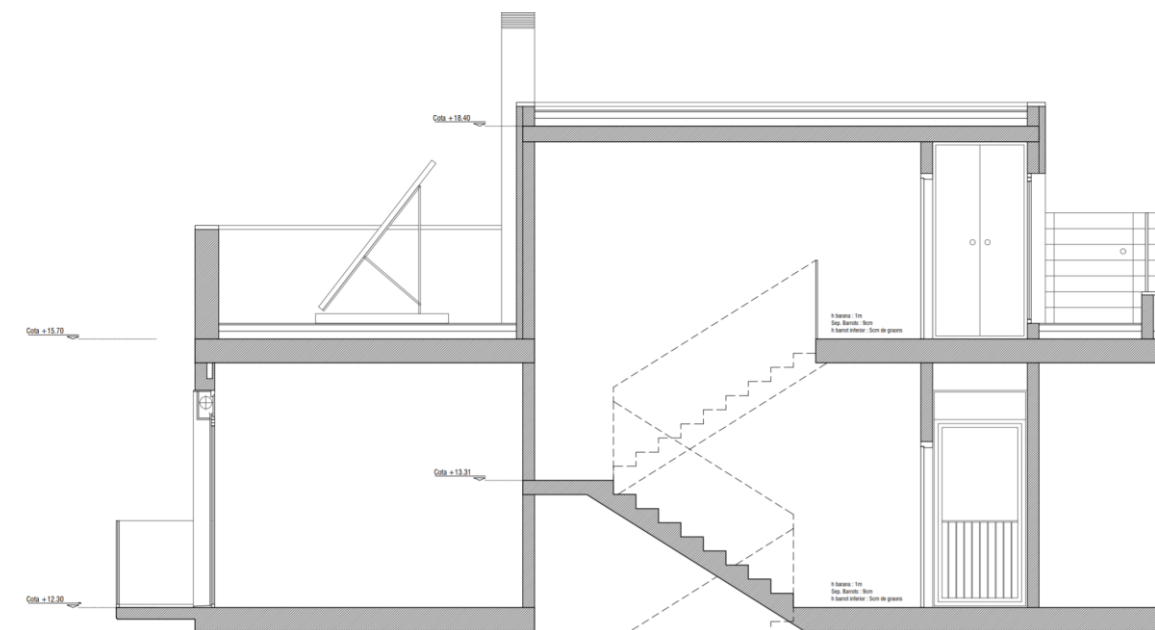 Cota +18.40
Cota +15.70
h barana : 1m
Sep. Barrots : 9cm
h barrot inferior : 5cm de graons
Cota +13.31
h barana : 1m
Sep. Barrots : 9cm
h barrot inferior : 5cm de graons
Cota +12.30